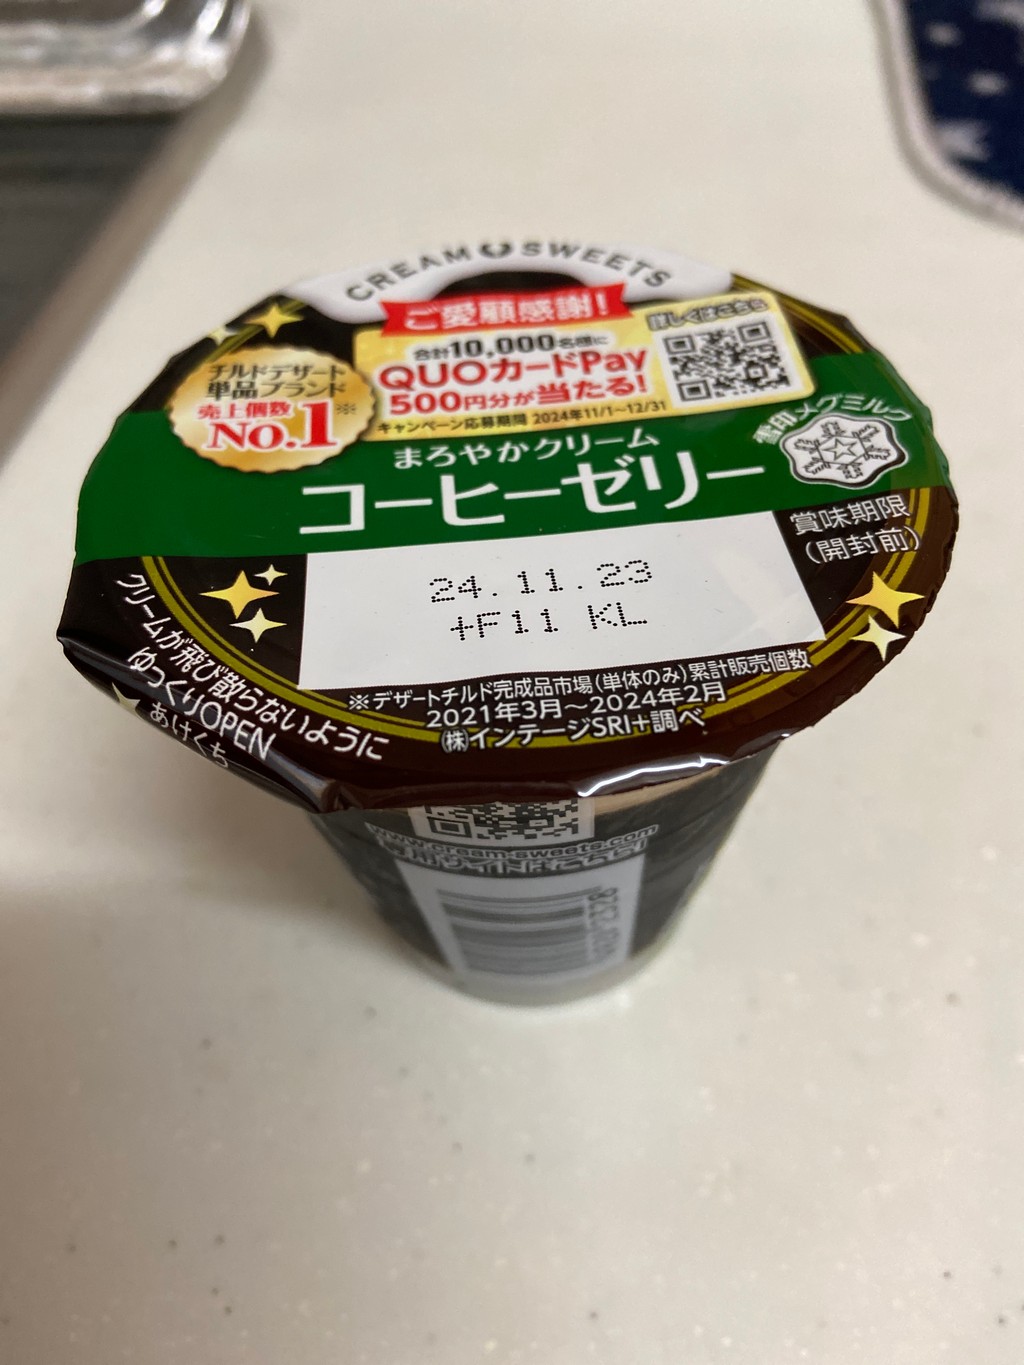 CREAM SWEETS
ご愛顧感謝!
合計10,000名様に
QUOカードPay
500円分が当たる!
キャンペーン応募期間 2024年11/1~12/31
詳しくはこちら
チルドデザート
単品ブランド
売上個数※
No.1
雪印メグミルク
まろやかクリーム
コーヒーゼリー
賞味期限
(開封前)
24.11.23
+F11 KL
※デザートチルド完成品市場(単体のみ)累計販売個数
2021年3月~2024年2月
(株)インテージSRI+調べ
クリームが飛び散らないように
ゆっくりOPEN
あけくち
www.cream-sweets.com